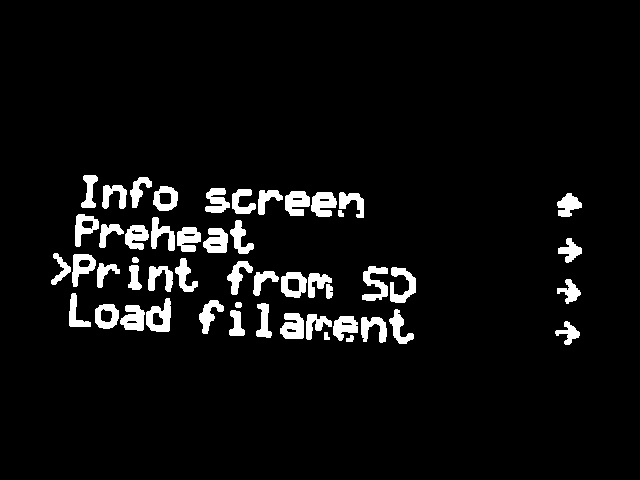 Info screen →
Preheat →
>Print from SD →
Load filament →